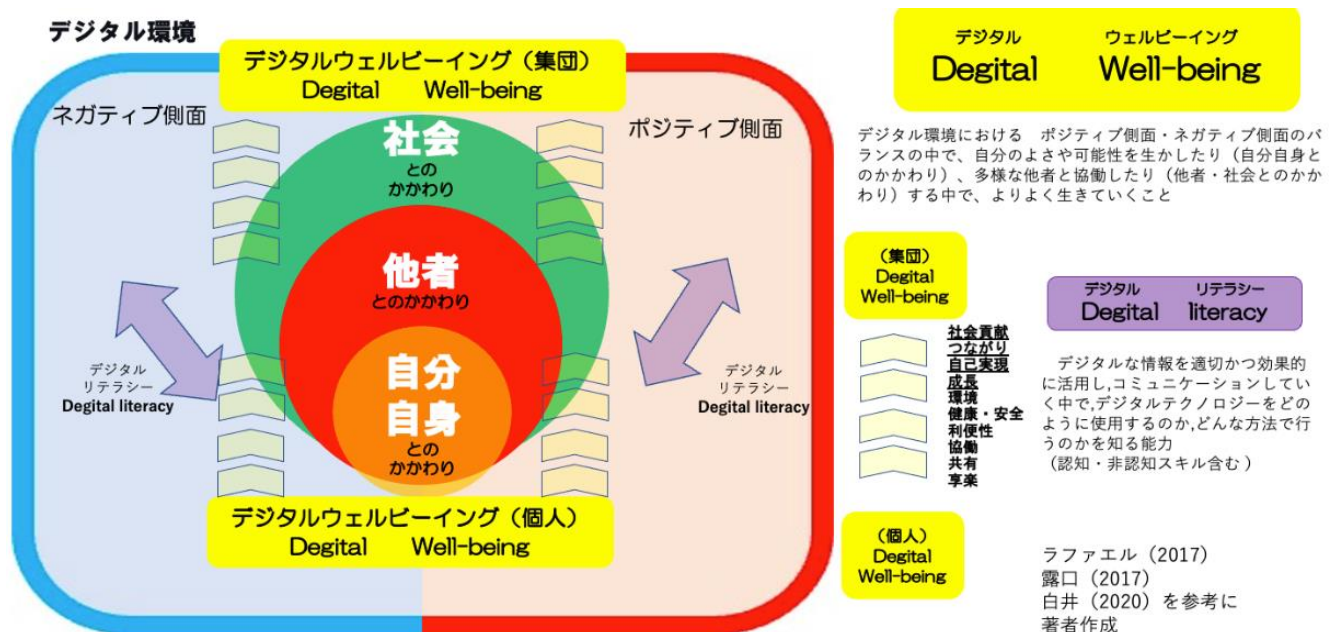 デジタル環境
デジタルウェルビーイング（集団）
Degital Well-being
ネガティブ側面
ポジティブ側面
社会
との
かかわり
他者
とのかかわり
自分
自身
との
かかわり
デジタル
リテラシー
Degital literacy
デジタル
リテラシー
Degital literacy
デジタルウェルビーイング（個人）
Degital Well-being
デジタル ウェルビーイング
Degital Well-being
デジタル環境における ポジティブ側面・ネガティブ側面のバ
ランスの中で、自分のよさや可能性を生かしたり（自分自身と
のかかわり）、多様な他者と協働したり（他者・社会とのかか
わり）する中で、よりよく生きていくこと
（集団）
Degital
Well-being
社会貢献
つながり
自己実現
成長
環境
健康・安全
利便性
協働
共有
享楽
（個人）
Degital
Well-being
デジタル リテラシー
Degital literacy
デジタルな情報を適切かつ効果的
に活用し,コミュニケーションしてい
く中で,デジタルテクノロジーをどの
ように使用するのか,どんな方法で行
うのかを知る能力
（認知・非認知スキル含む）
ラファエル（2017）
露口（2017）
白井（2020）を参考に
著者作成